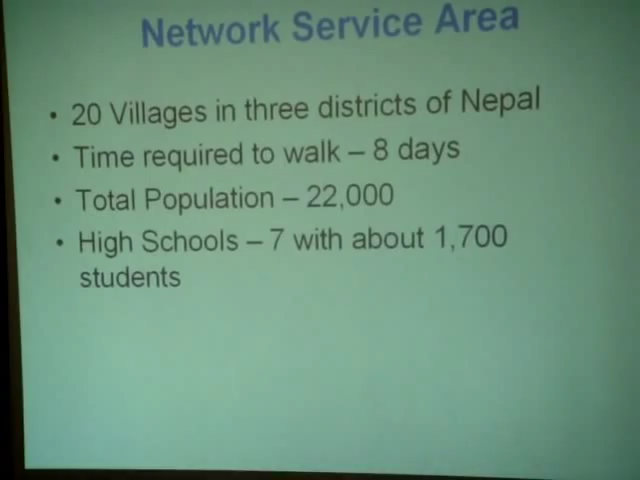 Network Service Area
• 20 Villages in three districts of Nepal
• Time required to walk – 8 days
• Total Population – 22,000
• High Schools – 7 with about 1,700
students